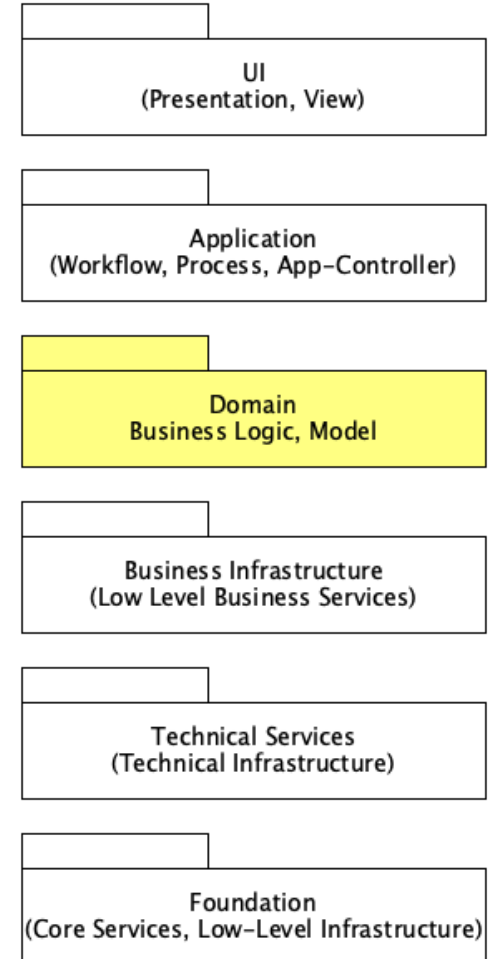 UI
(Presentation, View)
Application
(Workflow, Process, App-Controller)
Domain
Business Logic, Model
Business Infrastructure
(Low Level Business Services)
Technical Services
(Technical Infrastructure)
Foundation
(Core Services, Low-Level Infrastructure)